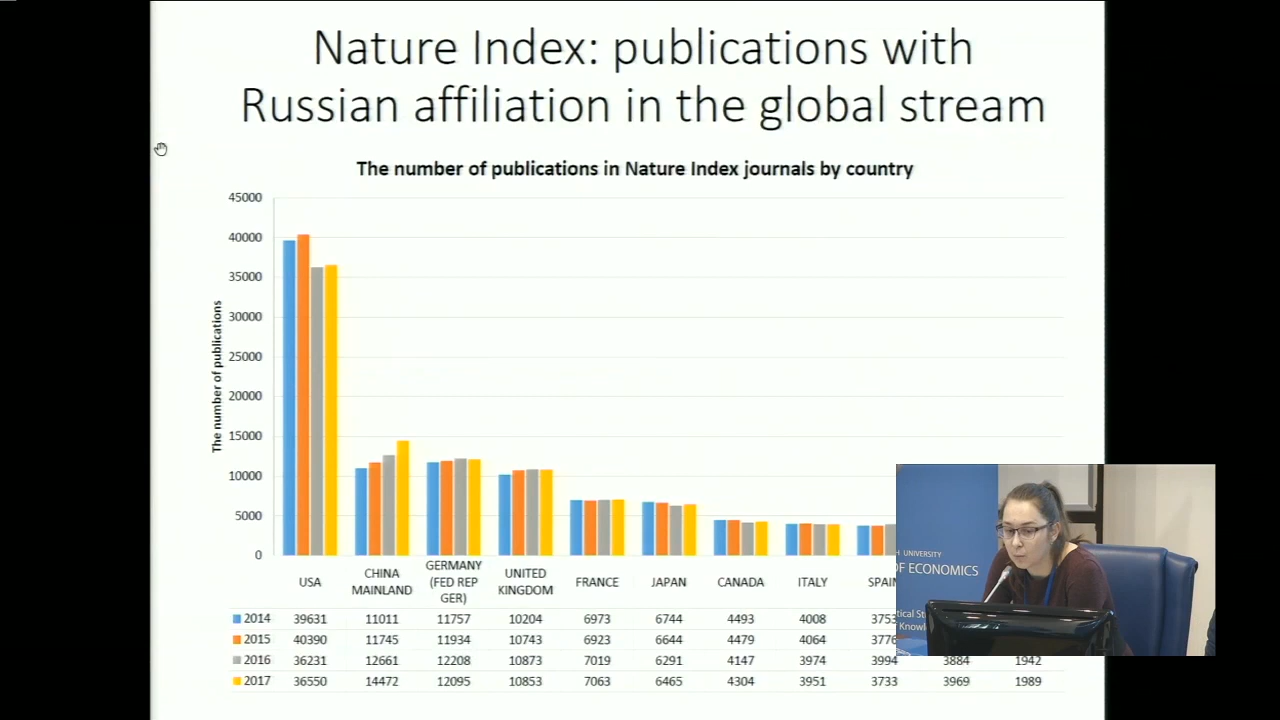 Nature Index: publications with
Russian affiliation in the global stream
The number of publications in Nature Index journals by country
45000
40000
35000
30000
25000
20000
15000
10000
5000
0
The number of publications
USA
CHINA MAINLAND
GERMANY (FED REP GER)
UNITED KINGDOM
FRANCE
JAPAN
CANADA
ITALY
SPAIN
2014 39631 11011 11757 10204 6973 6744 4493 4008 3753
2015 40390 11745 11934 10743 6923 6644 4479 4064 3776
2016 36231 12661 12208 10873 7019 6291 4147 3974 3994 3884 1942
2017 36550 14472 12095 10853 7063 6465 4304 3951 3733 3969 1989
UNIVERSITY
OF ECONOMICS